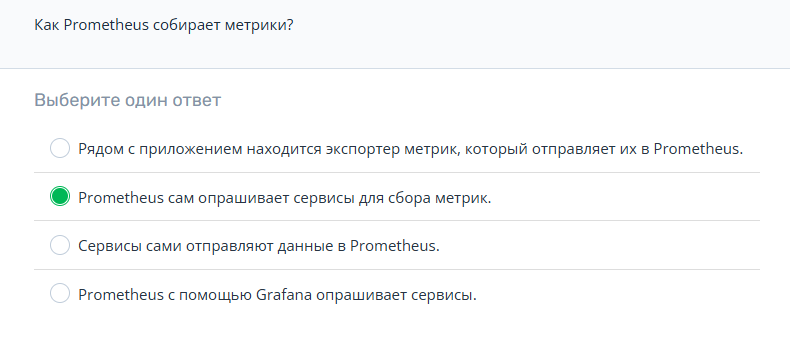 Как Prometheus собирает метрики?
Выберите один ответ
Рядом с приложением находится экспортер метрик, который отправляет их в Prometheus.
Prometheus сам опрашивает сервисы для сбора метрик.
Сервисы сами отправляют данные в Prometheus.
Prometheus с помощью Grafana опрашивает сервисы.